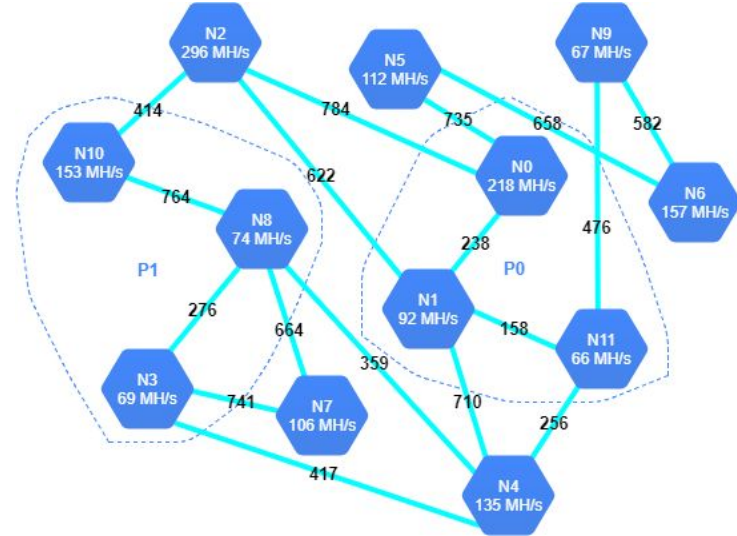 N2
296 MH/s
N5
112 MH/s
N9
67 MH/s
414
784
735
658
582
N10
153 MH/s
N0
218 MH/s
622
764
N6
157 MH/s
N8
74 MH/s
476
238
P1
P0
276
N1
92 MH/s
664
158
N11
66 MH/s
359
N3
69 MH/s
741
710
N7
106 MH/s
256
417
N4
135 MH/s